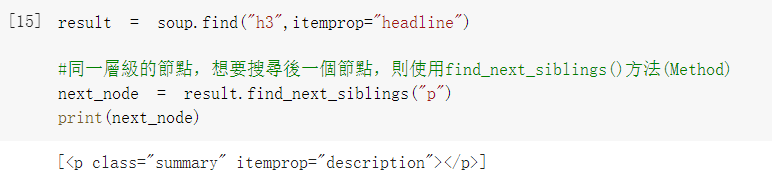 [15] result = soup.find("h3",itemprop="headline")
#同一層級的節點，想要搜尋後一個節點，則使用find_next_siblings()方法(Method)
next_node = result.find_next_siblings("p")
print(next_node)
[<p class="summary" itemprop="description"></p>]